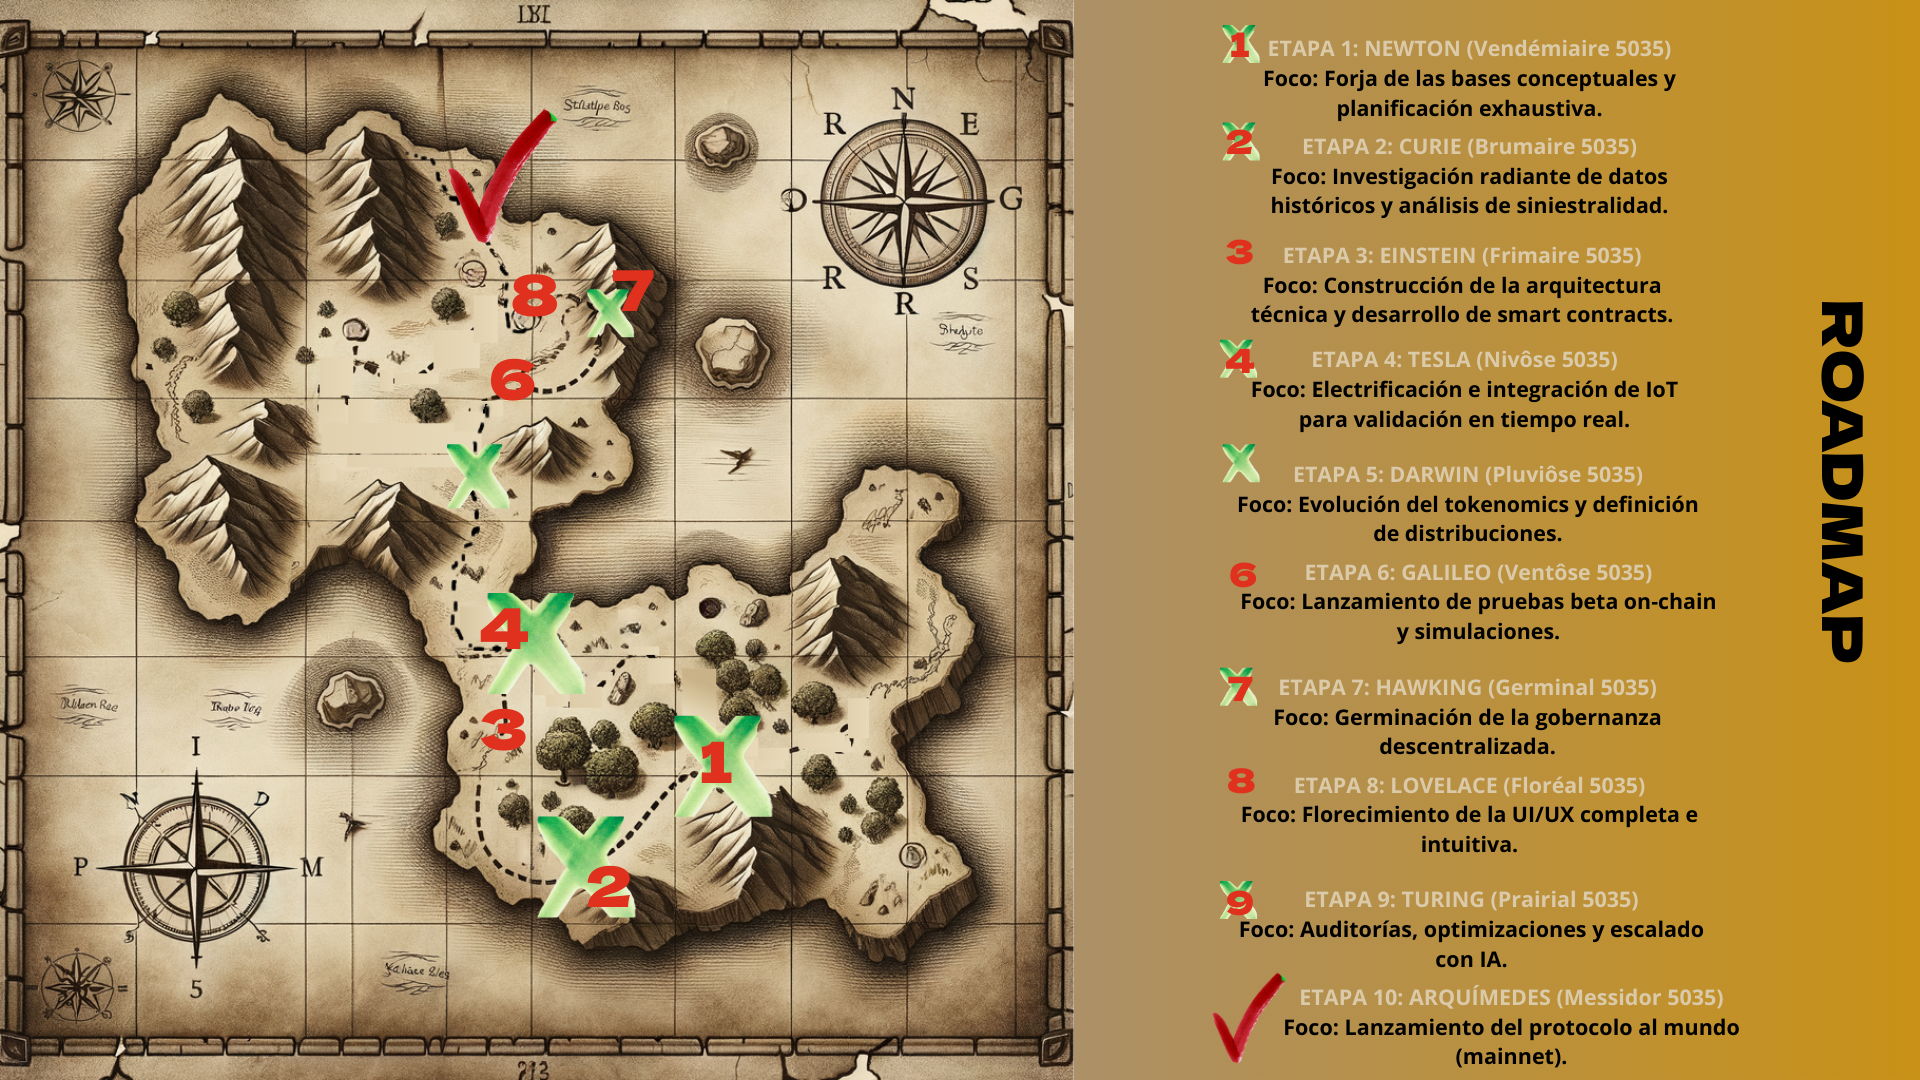 N
R
E
D
G
R
S
R
8
7
6
4
3
1
2
I
N
D
P
M
S
S
5
1
ETAPA 1: NEWTON (Vendémiaire 5035)
Foco: Forja de las bases conceptuales y
planificación exhaustiva.
2
ETAPA 2: CURIE (Brumaire 5035)
Foco: Investigación radiante de datos
históricos y análisis de siniestralidad.
3
ETAPA 3: EINSTEIN (Frimaire 5035)
Foco: Construcción de la arquitectura
técnica y desarrollo de smart contracts.
4
ETAPA 4: TESLA (Nivôse 5035)
Foco: Electrificación e integración de IoT
para validación en tiempo real.
ETAPA 5: DARWIN (Pluviôse 5035)
Foco: Evolución del tokenomics y definición
de distribuciones.
6
ETAPA 6: GALILEO (Ventôse 5035)
Foco: Lanzamiento de pruebas beta on-chain
y simulaciones.
7
ETAPA 7: HAWKING (Germinal 5035)
Foco: Germinación de la gobernanza
descentralizada.
8
ETAPA 8: LOVELACE (Floréal 5035)
Foco: Florecimiento de la UI/UX completa e
intuitiva.
9
ETAPA 9: TURING (Prairial 5035)
Foco: Auditorías, optimizaciones y escalado
con IA.
ETAPA 10: ARQUÍMEDES (Messidor 5035)
Foco: Lanzamiento del protocolo al mundo
(mainnet).
ROADMAP